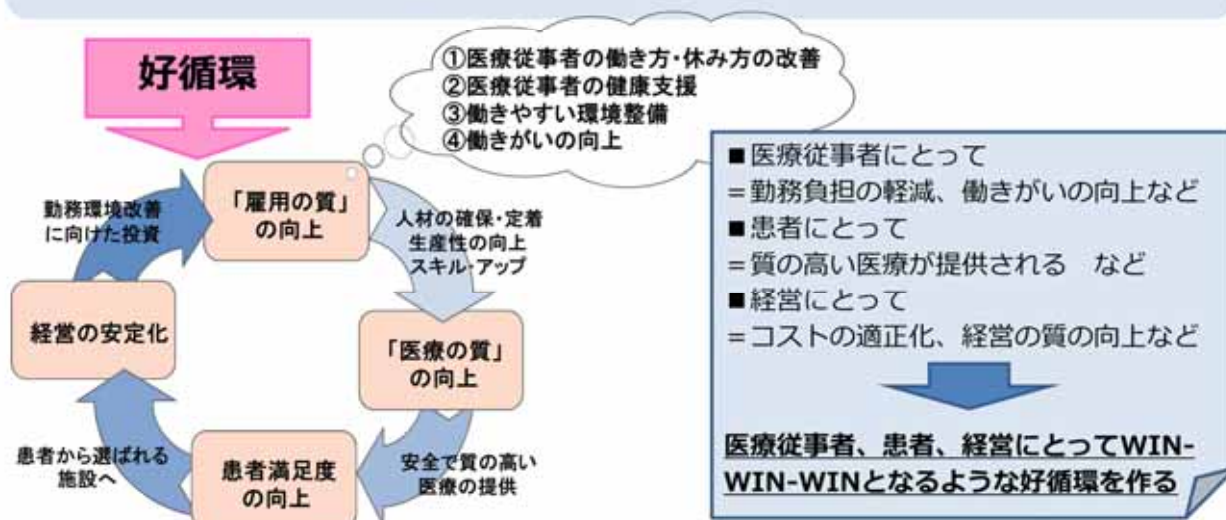 好循環
①医療従事者の働き方・休み方の改善
②医療従事者の健康支援
③働きやすい環境整備
④働きがいの向上
「雇用の質」
の向上
人材の確保・定着
生産性の向上
スキル・アップ
「医療の質」
の向上
安全で質の高い
医療の提供
患者満足度
の向上
患者から選ばれる
施設へ
経営の安定化
勤務環境改善
に向けた投資
■医療従事者にとって
=勤務負担の軽減、働きがいの向上など
■患者にとって
=質の高い医療が提供される　など
■経営にとって
=コストの適正化、経営の質の向上など
医療従事者、患者、経営にとってWIN-
WIN-WINとなるような好循環を作る